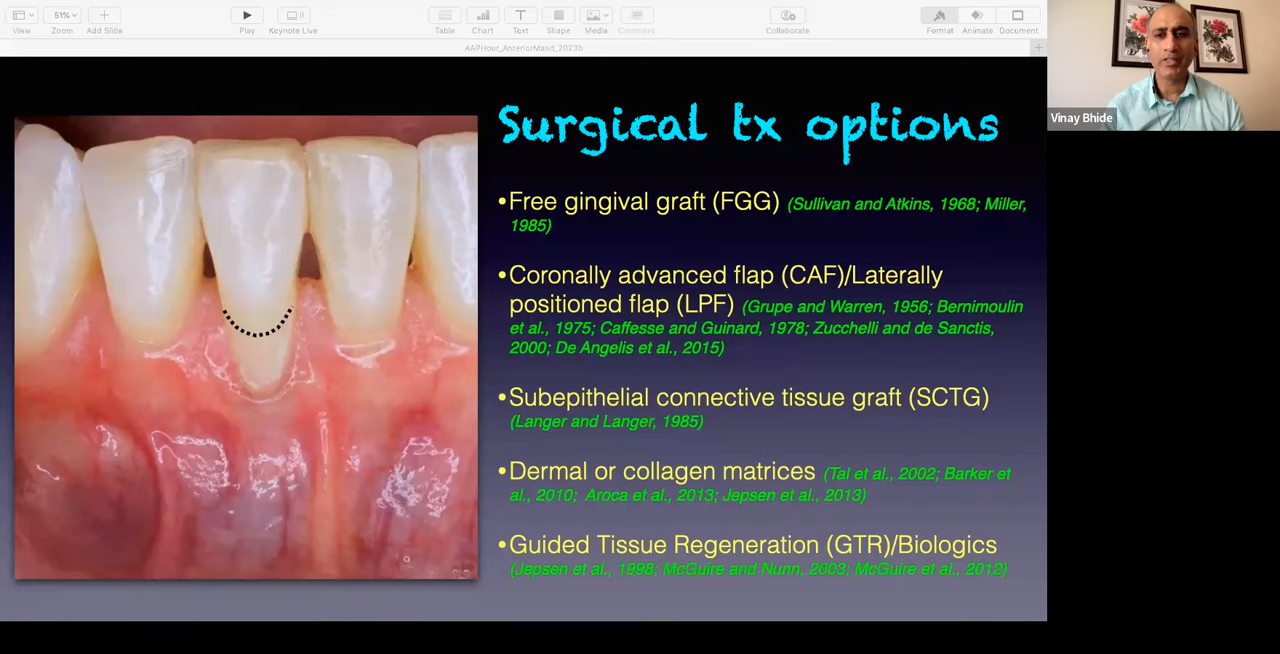 View
51%
Zoom
Add Slide
Play
Keynote Live
Table
Chart
Text
Shape
Media
Comment
Collaborate
Format
Animate
Document
AAPHour_AnteriorMand_2023b
Vinay Bhide
Surgical tx options
•Free gingival graft (FGG) (Sullivan and Atkins, 1968; Miller,
1985)
•Coronally advanced flap (CAF)/Laterally
positioned flap (LPF) (Grupe and Warren, 1956; Bernimoulin
et al., 1975; Caffesse and Guinard, 1978; Zucchelli and de Sanctis,
2000; De Angelis et al., 2015)
•Subepithelial connective tissue graft (SCTG)
(Langer and Langer, 1985)
•Dermal or collagen matrices (Tal et al., 2002; Barker et
al., 2010; Aroca et al., 2013; Jepsen et al., 2013)
•Guided Tissue Regeneration (GTR)/Biologics
(Jepsen et al., 1998; McGuire and Nunn, 2003; McGuire et al., 2012)